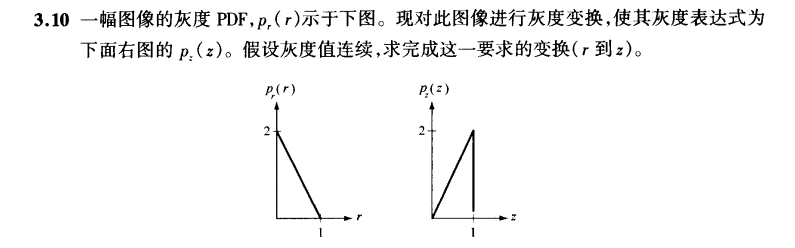 3.10 一幅图像的灰度 PDF,p_r(r)示于下图。现对此图像进行灰度变换,使其灰度表达式为
下面右图的 p_z(z)。假设灰度值连续,求完成这一要求的变换(r 到 z)。
p_r(r) p_z(z)
2 2
r z
1 1